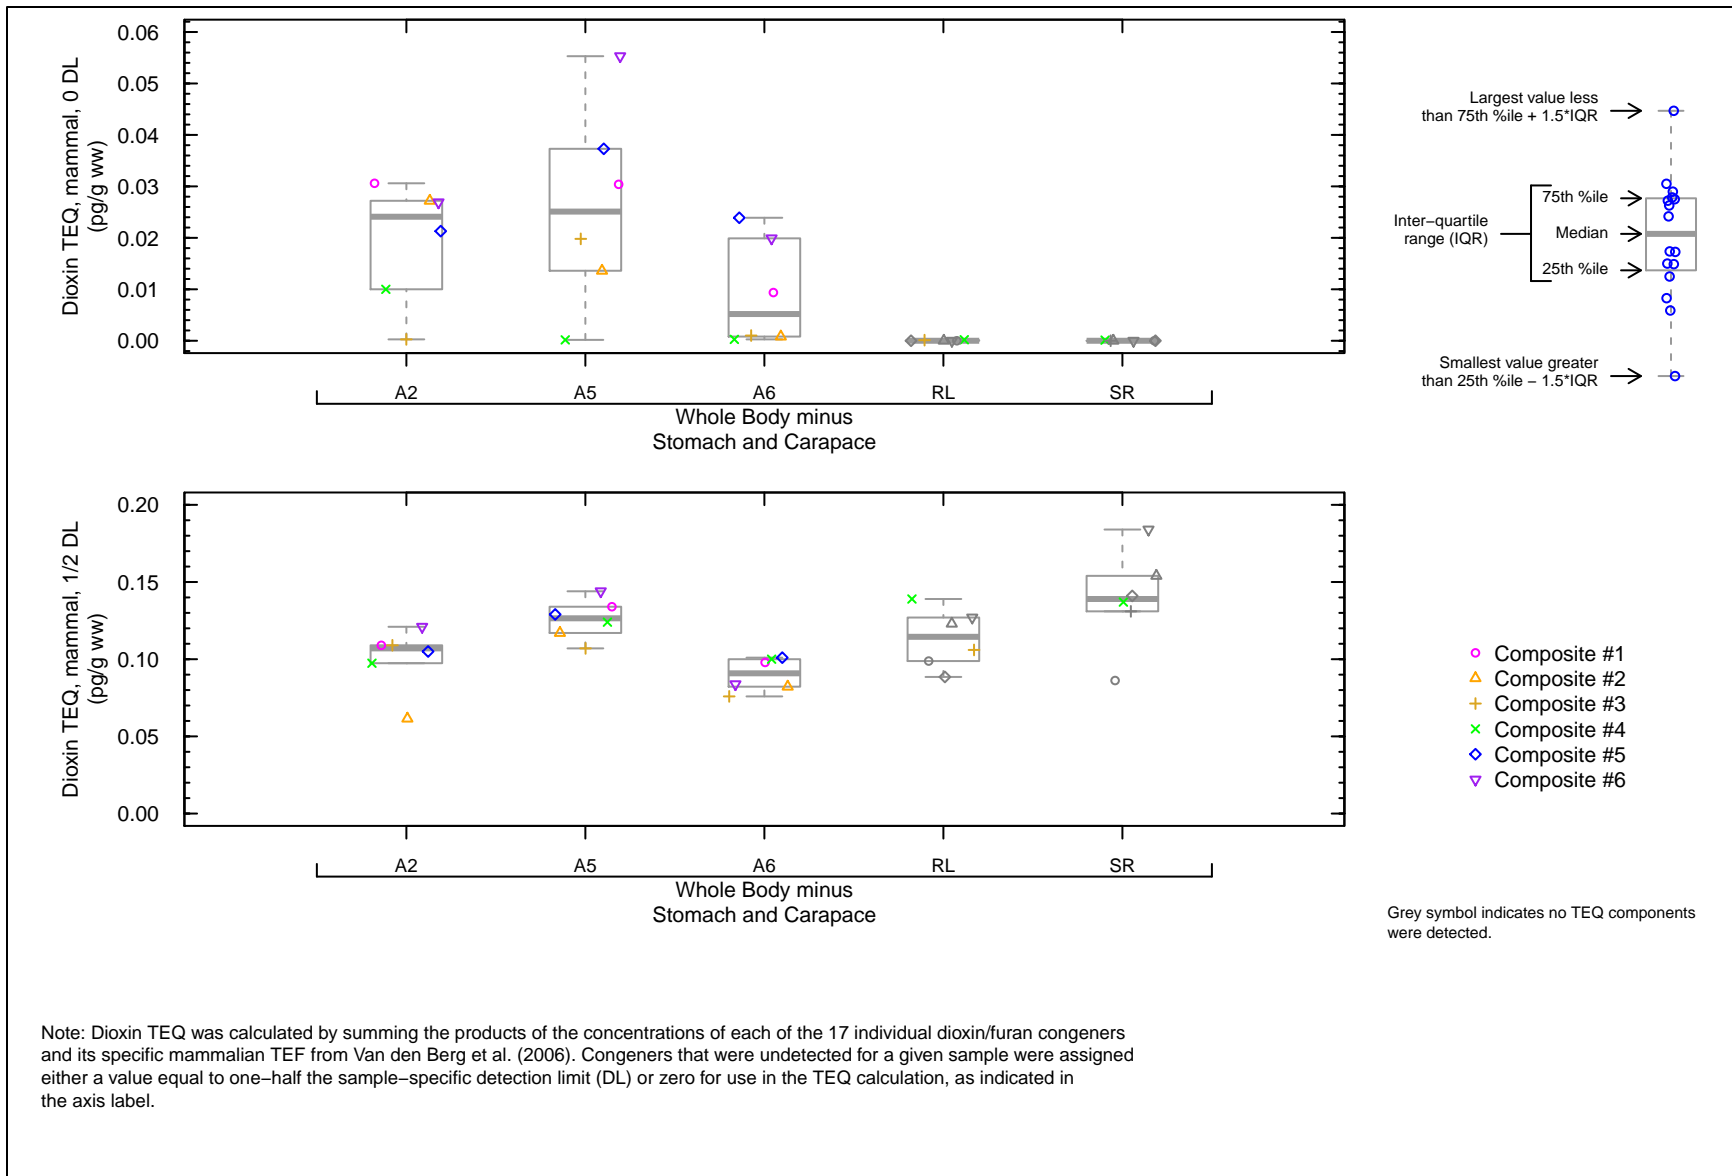 Dioxin TEQ, mammal, 0 DL
(pg/g ww)
0.06
0.05
0.04
0.03
0.02
0.01
0.00
A2
A5
A6
RL
SR
Whole Body minus
Stomach and Carapace
Largest value less
than 75th %ile + 1.5*IQR
75th %ile
Inter−quartile
range (IQR)
Median
25th %ile
Smallest value greater
than 25th %ile − 1.5*IQR
Dioxin TEQ, mammal, 1/2 DL
(pg/g ww)
0.20
0.15
0.10
0.05
0.00
A2
A5
A6
RL
SR
Whole Body minus
Stomach and Carapace
Composite #1
Composite #2
Composite #3
Composite #4
Composite #5
Composite #6
Grey symbol indicates no TEQ components
were detected.
Note: Dioxin TEQ was calculated by summing the products of the concentrations of each of the 17 individual dioxin/furan congeners
and its specific mammalian TEF from Van den Berg et al. (2006). Congeners that were undetected for a given sample were assigned
either a value equal to one−half the sample−specific detection limit (DL) or zero for use in the TEQ calculation, as indicated in
the axis label.